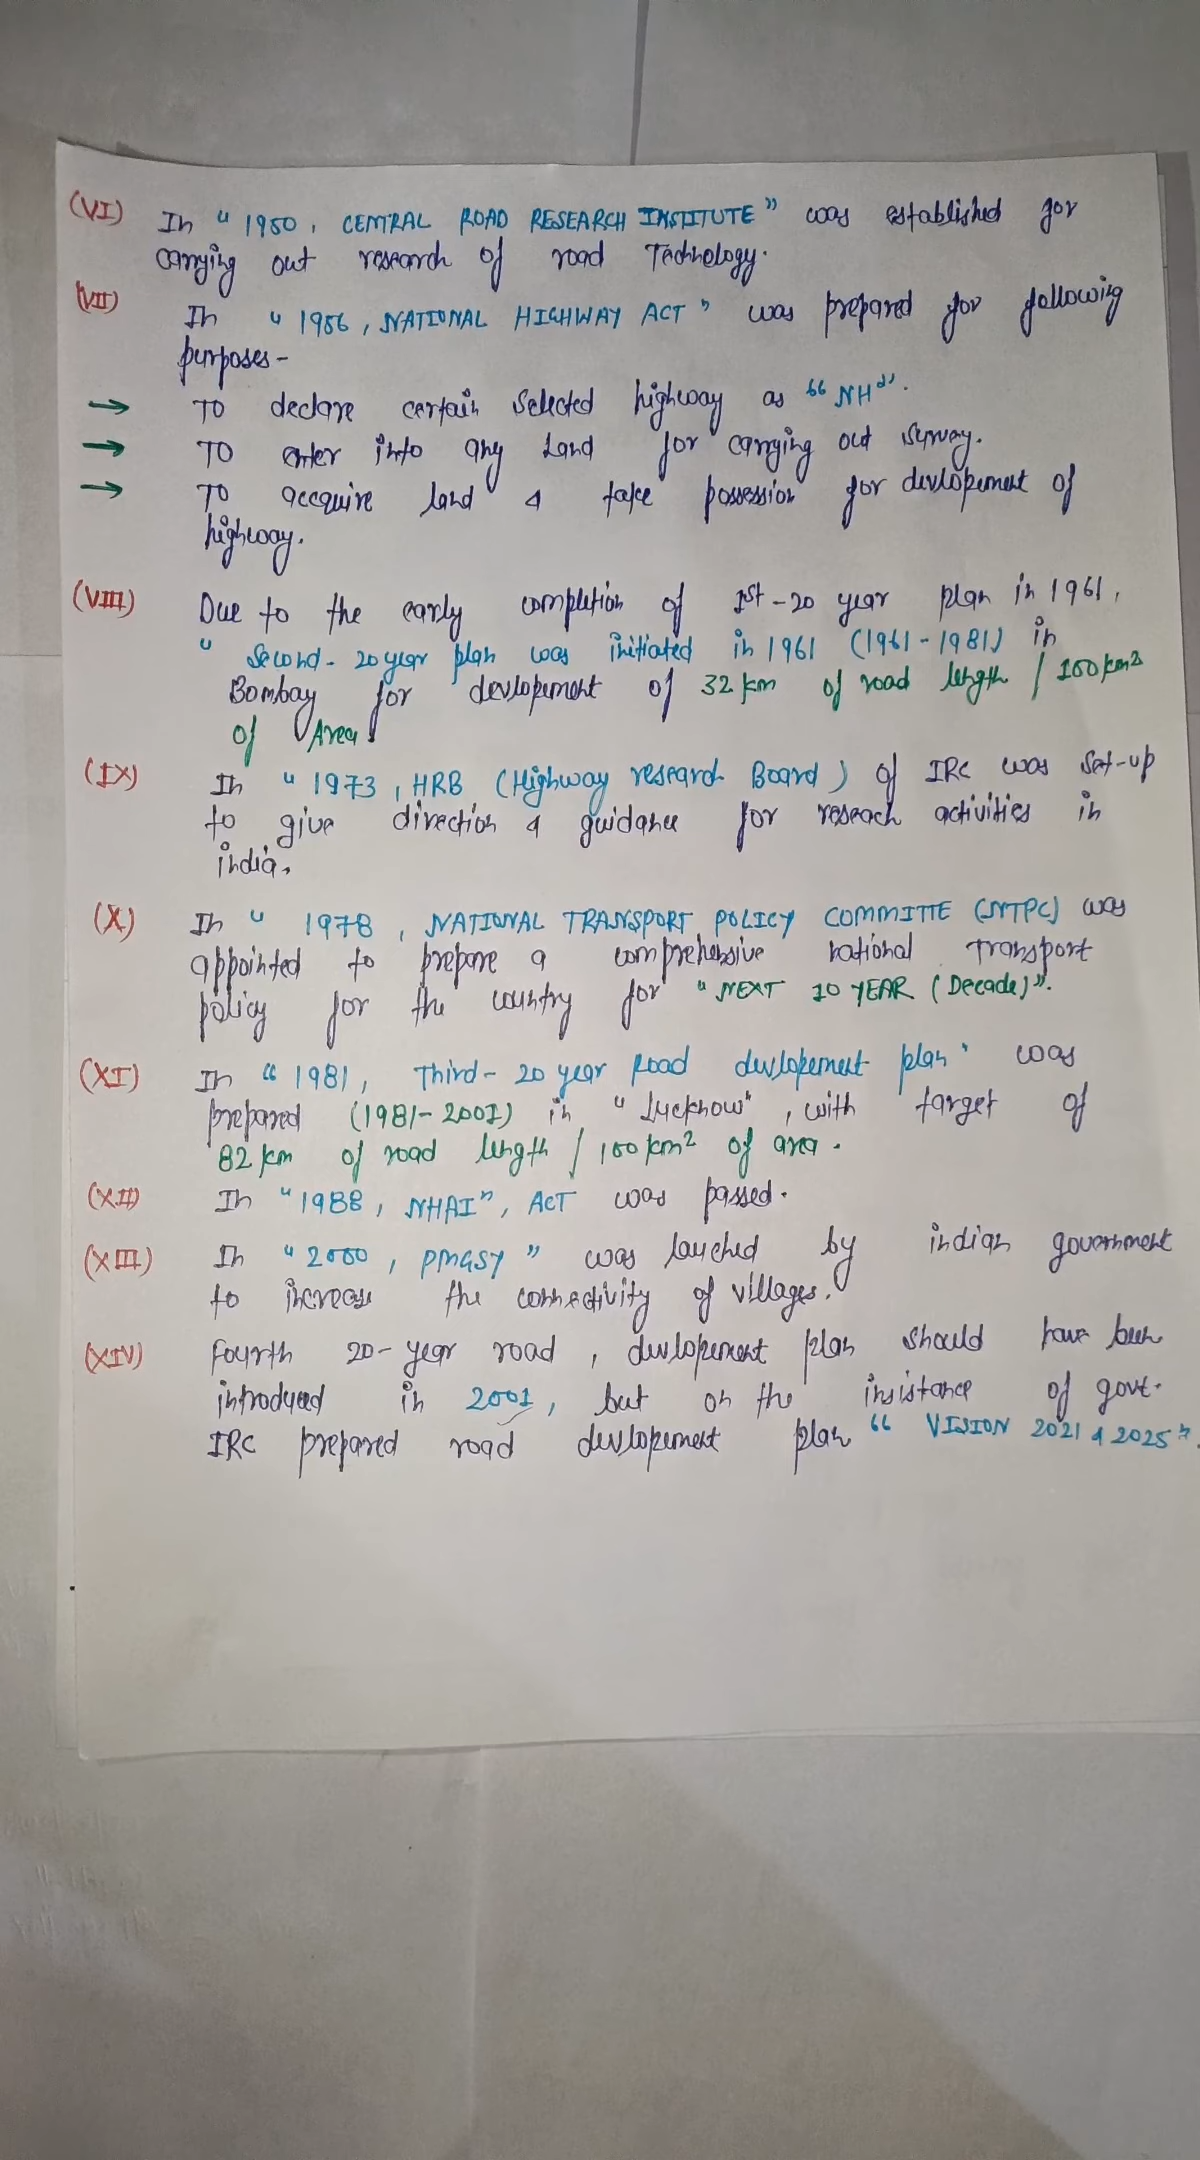 (VI) In " 1950, CENTRAL ROAD RESEARCH INSTITUTE " was established for
carrying out research of road Technology.
(VII) In " 1956, NATIONAL HIGHWAY ACT " was prepared for following
purposes-
→ TO declare certain Selected highway as "NH".
→ TO enter into any Land for carrying out survey.
→ TO accquire land & take possession for devlopement of
highway.
(VIII) Due to the early completion of 1st-20 year plan in 1961,
" Second-20 year plan was initiated in 1961 (1961-1981) in
Bombay for devlopement of 32 km of road length / 100 km²
of Area
(IX) In " 1973, HRB (Highway research Board) of IRC was set-up
to give direction & guidance for reseach activities in
india.
(X) In " 1978, NATIONAL TRANSPORT POLICY COMMITTE (NTPC) was
appointed to prepare a comprehensive national Transport
policy for the country for "NEXT 10 YEAR (Decade)".
(XI) In " 1981, Third-20 year Road devlopement plan" was
prepared (1981-2001) in "Lucknow", with target of
82 km of road length / 100 km² of area.
(XII) In "1988, NHAI", ACT was passed.
(XIII) In "2000, PMGSY" was lauched by indian government
to increase the connectivity of villages.
(XIV) Fourth 20-year road, devlopement plan should have been
introduced in 2001, but on the insistance of govt.
IRC prepared road devlopement plan " VISION 2021 & 2025".